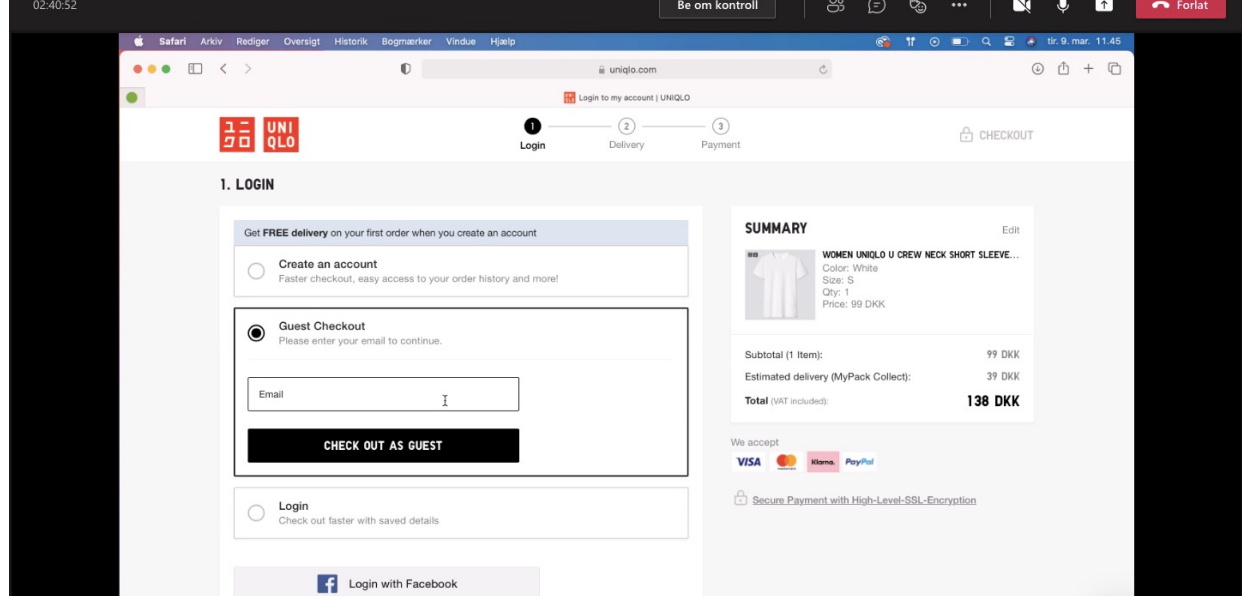 02:40:52
Be om kontroll
Forlat
Safari Arkiv Rediger Oversigt Historik Bogmærker Vindue Hjælp
tir. 9. mar. 11.45
uniqlo.com
Login to my account | UNIQLO
ユニ
クロ
UNI
QLO
1 2 3
Login Delivery Payment
CHECKOUT
1. LOGIN
Get FREE delivery on your first order when you create an account
Create an account
Faster checkout, easy access to your order history and more!
Guest Checkout
Please enter your email to continue.
Email
CHECK OUT AS GUEST
Login
Check out faster with saved details
Login with Facebook
SUMMARY
Edit
WOMEN UNIQLO U CREW NECK SHORT SLEEVE...
Color: White
Size: S
Qty: 1
Price: 99 DKK
Subtotal (1 Item): 99 DKK
Estimated delivery (MyPack Collect): 39 DKK
Total (VAT included): 138 DKK
We accept
VISA mastercard Klarna. PayPal
Secure Payment with High-Level-SSL-Encryption